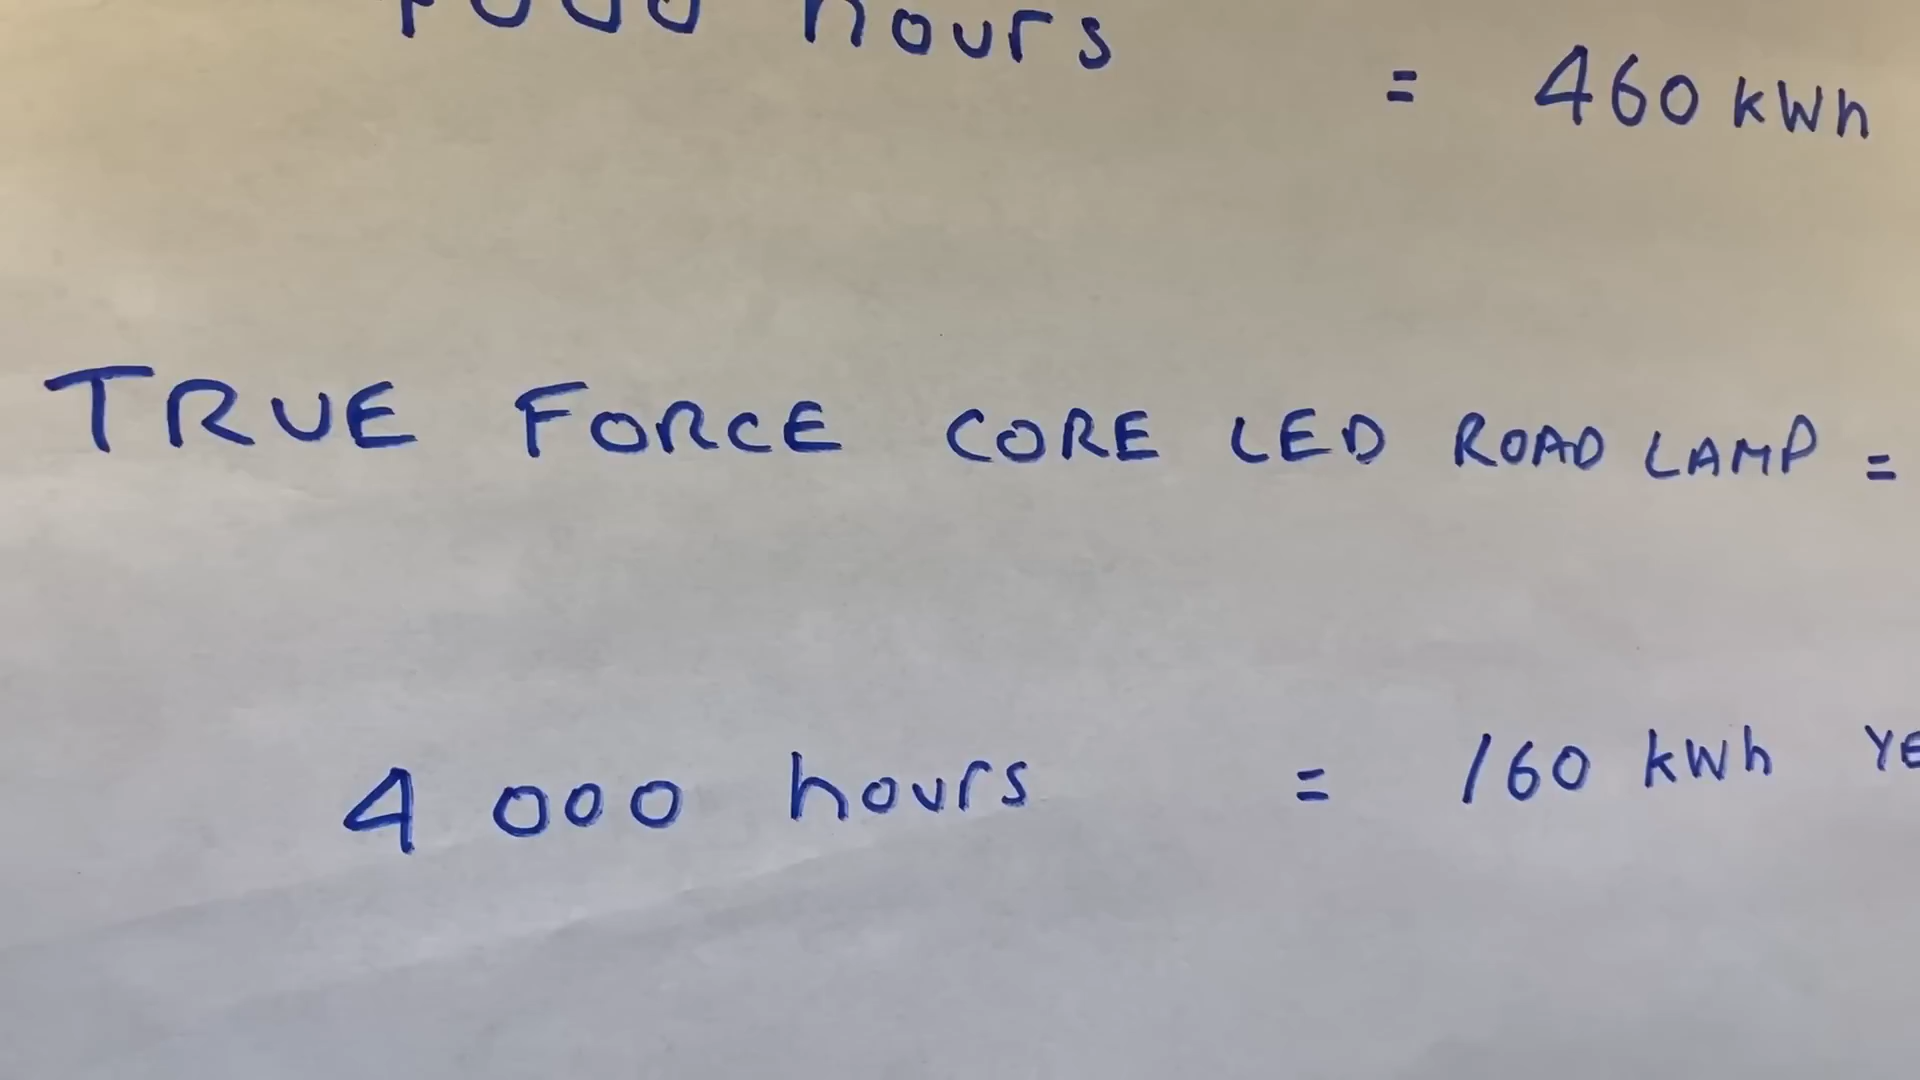 hours = 460 kWh
TRUE FORCE CORE LED ROAD LAMP =
4 000 hours = 160 kWh